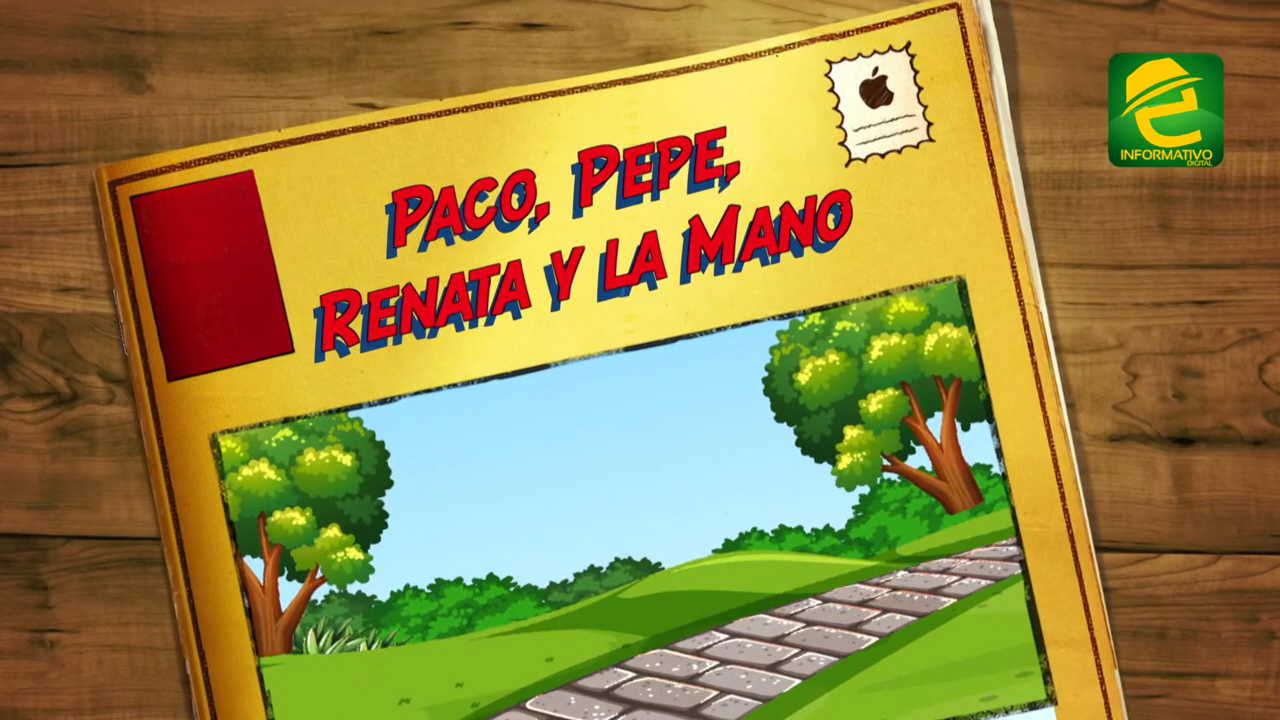 Paco, Pepe,
Renata y la Mano
INFORMATIVO
DIGITAL